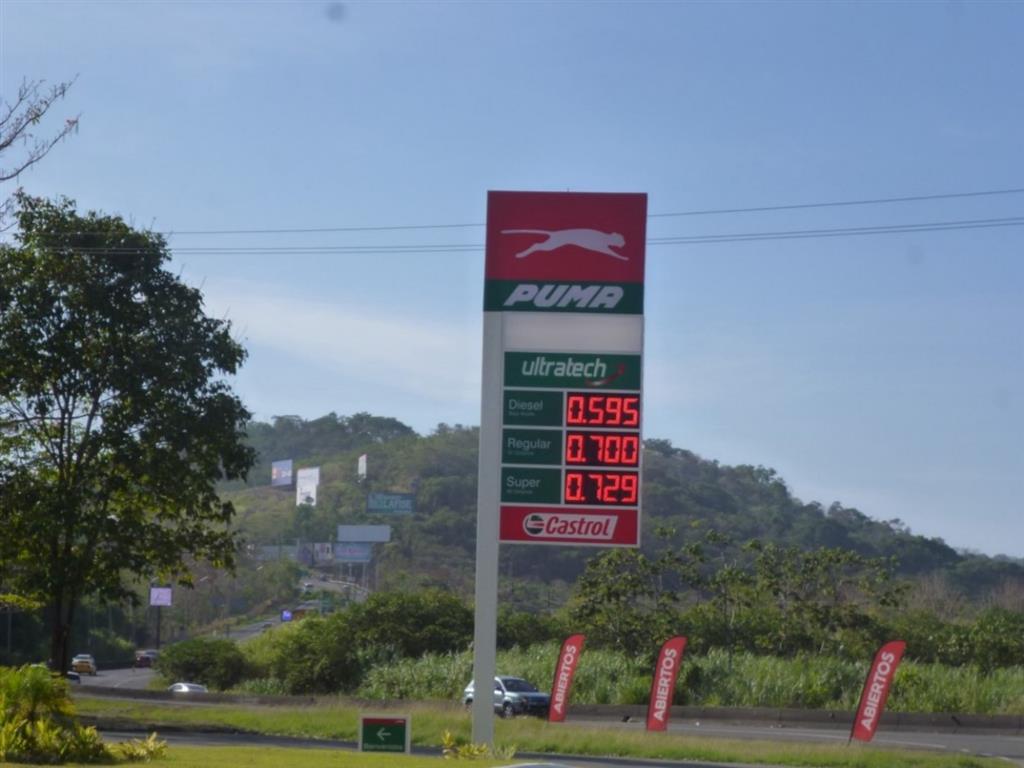 PUMA
ultratech
Diesel 0.595
Regular 0.700
Super 0.729
Castrol
ABIERTOS
ABIERTOS
ABIERTOS